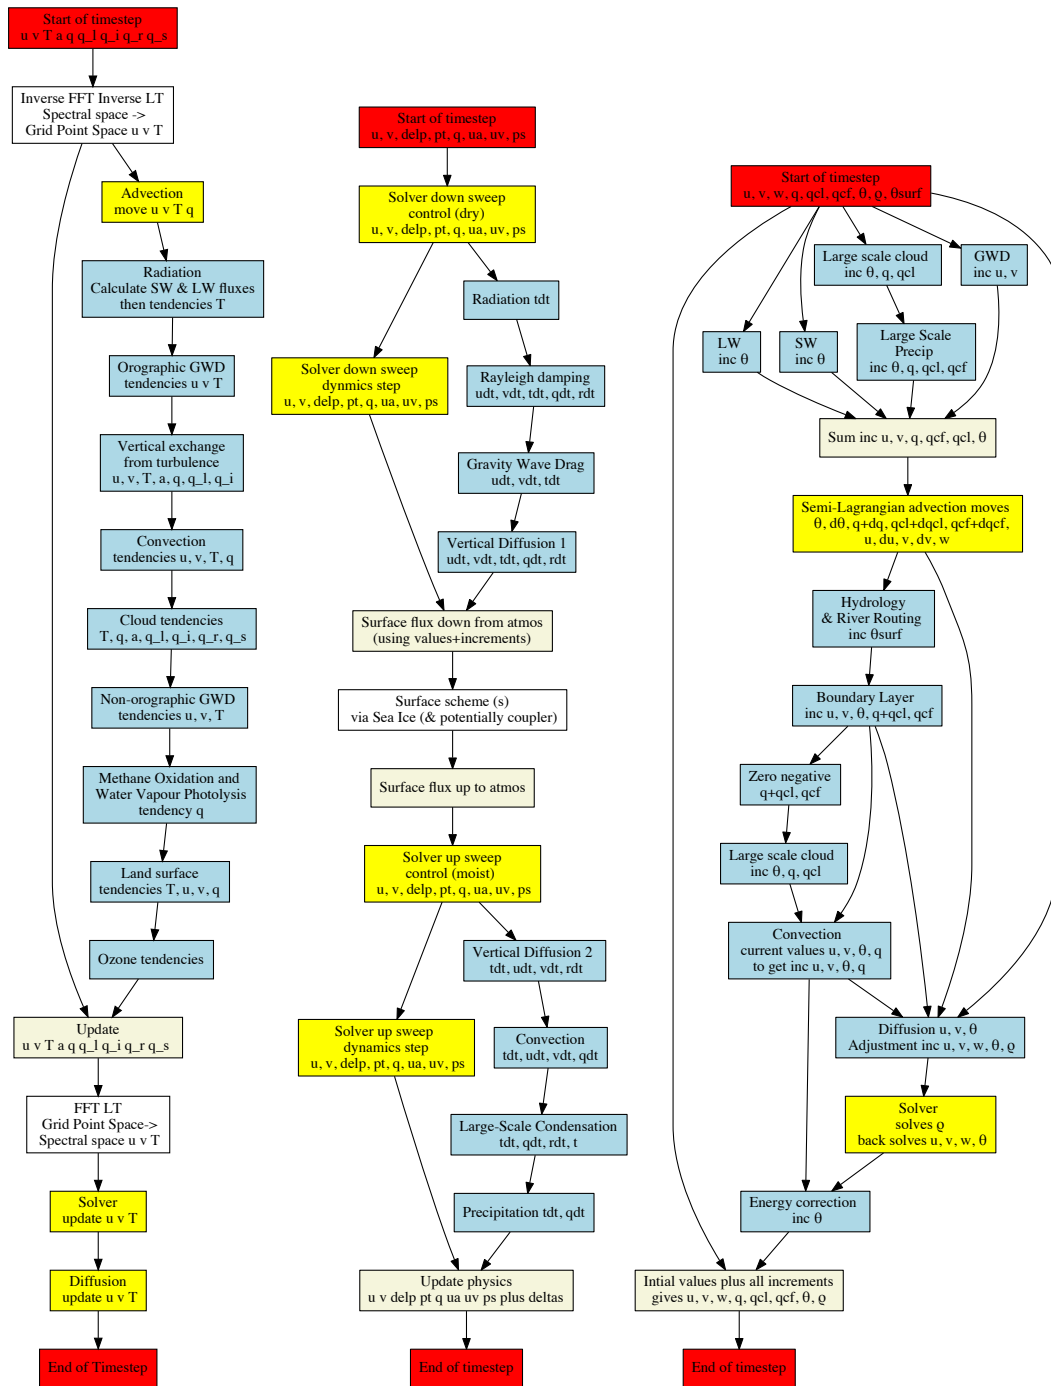 Start of timestep
u v T a q q_l q_i q_r q_s
Inverse FFT Inverse LT
Spectral space ->
Grid Point Space u v T
Advection
move u v T q
Radiation
Calculate SW & LW fluxes
then tendencies T
Orographic GWD
tendencies u v T
Vertical exchange
from turbulence
u, v, T, a, q, q_l, q_i
Convection
tendencies u, v, T, q
Cloud tendencies
T, q, a, q_l, q_i, q_r, q_s
Non-orographic GWD
tendencies u, v, T
Methane Oxidation and
Water Vapour Photolysis
tendency q
Land surface
tendencies T, u, v, q
Ozone tendencies
Update
u v T a q q_l q_i q_r q_s
FFT LT
Grid Point Space->
Spectral space u v T
Solver
update u v T
Diffusion
update u v T
End of Timestep
Start of timestep
u, v, delp, pt, q, ua, uv, ps
Solver down sweep
control (dry)
u, v, delp, pt, q, ua, uv, ps
Radiation tdt
Solver down sweep
dynmics step
u, v, delp, pt, q, ua, uv, ps
Rayleigh damping
udt, vdt, tdt, qdt, rdt
Gravity Wave Drag
udt, vdt, tdt
Vertical Diffusion 1
udt, vdt, tdt, qdt, rdt
Surface flux down from atmos
(using values+increments)
Surface scheme (s)
via Sea Ice (& potentially coupler)
Surface flux up to atmos
Solver up sweep
control (moist)
u, v, delp, pt, q, ua, uv, ps
Vertical Diffusion 2
tdt, udt, vdt, rdt
Solver up sweep
dynamics step
u, v, delp, pt, q, ua, uv, ps
Convection
tdt, udt, vdt, qdt
Large-Scale Condensation
tdt, qdt, rdt, t
Precipitation tdt, qdt
Update physics
u v delp pt q ua uv ps plus deltas
End of timestep
Start of timestep
u, v, w, q, qcl, qcf, θ, ϱ, θsurf
Large scale cloud
inc θ, q, qcl
GWD
inc u, v
LW
inc θ
SW
inc θ
Large Scale
Precip
inc θ, q, qcl, qcf
Sum inc u, v, q, qcf, qcl, θ
Semi-Lagrangian advection moves
θ, dθ, q+dq, qcl+dqcl, qcf+dqcf,
u, du, v, dv, w
Hydrology
& River Routing
inc θsurf
Boundary Layer
inc u, v, θ, q+qcl, qcf
Zero negative
q+qcl, qcf
Large scale cloud
inc θ, q, qcl
Convection
current values u, v, θ, q
to get inc u, v, θ, q
Diffusion u, v, θ
Adjustment inc u, v, w, θ, ϱ
Solver
solves ϱ
back solves u, v, w, θ
Energy correction
inc θ
Intial values plus all increments
gives u, v, w, q, qcl, qcf, θ, ϱ
End of timestep